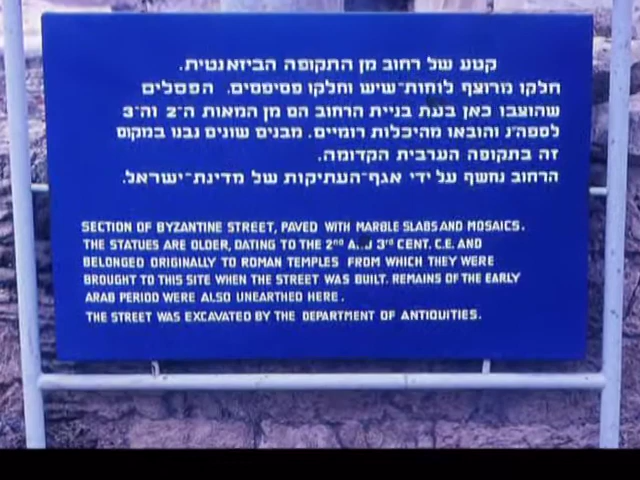 קטע של רחוב מן התקופה הביזאנטית.
חלקו מרוצף לוחות־שיש וחלקו פסיפסים. הפסלים
שהוצבו כאן בעת בניית הרחוב הם מן המאות ה־2 וה־3
לספה״נ והובאו מהיכלות רומיים. מבנים שונים נבנו במקום
זה בתקופה הערבית הקדומה.
הרחוב נחשף על ידי אגף־העתיקות של מדינת־ישראל.
SECTION OF BYZANTINE STREET, PAVED WITH MARBLE SLABS AND MOSAICS.
THE STATUES ARE OLDER, DATING TO THE 2nd AND 3rd CENT. C.E. AND
BELONGED ORIGINALLY TO ROMAN TEMPLES FROM WHICH THEY WERE
BROUGHT TO THIS SITE WHEN THE STREET WAS BUILT. REMAINS OF THE EARLY
ARAB PERIOD WERE ALSO UNEARTHED HERE.
THE STREET WAS EXCAVATED BY THE DEPARTMENT OF ANTIQUITIES.